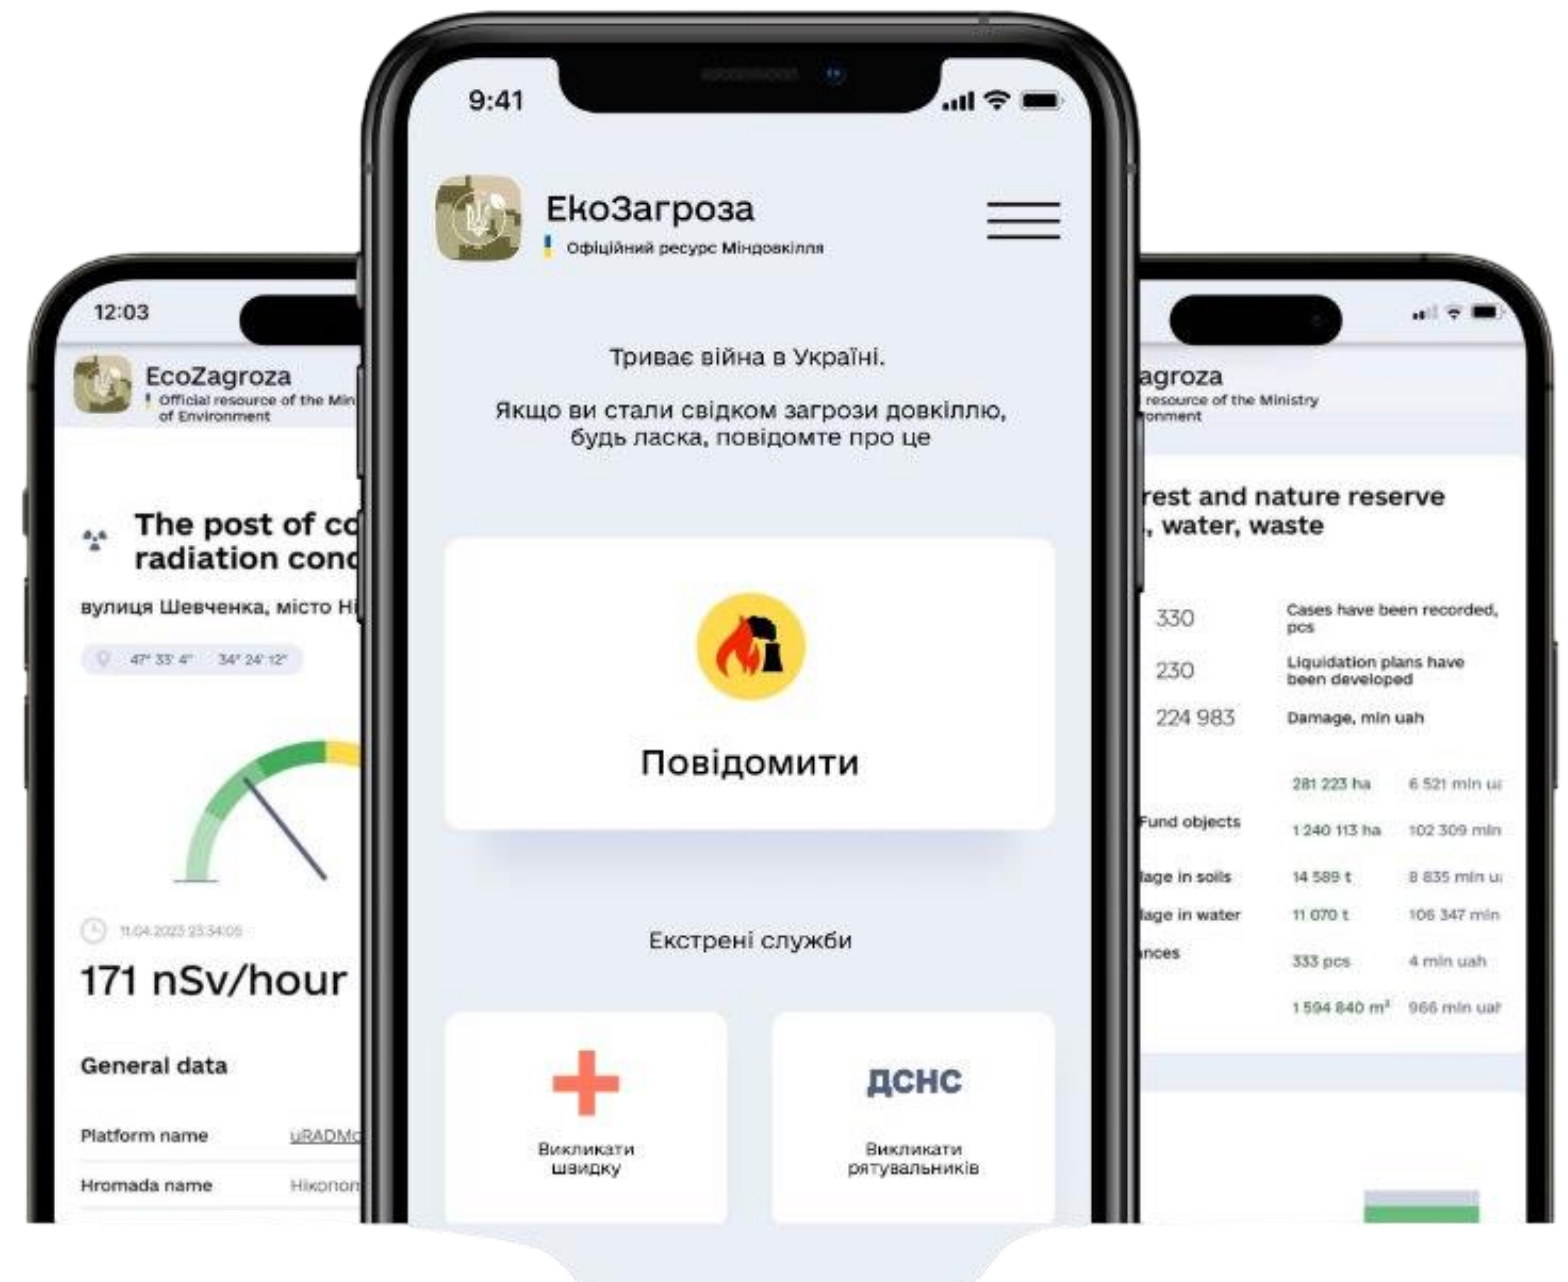 12:03
EcoZagroza
Official resource of the Min
of Environment
The post of co
radiation cond
вулиця Шевченка, місто Ні
47° 33' 4" 34° 24' 12"
11.04.2023 23:34:05
171 nSv/hour
General data
Platform name uRADMo
Hromada name Нікопол
9:41
ЕкоЗагроза
Офіційний ресурс Міндовкілля
Триває війна в Україні.
Якщо ви стали свідком загрози довкіллю,
будь ласка, повідомте про це
Повідомити
Екстрені служби
Викликати
швидку
ДСНС
Викликати
рятувальників
agroza
resource of the Ministry
onment
rest and nature reserve
, water, waste
330 Cases have been recorded,
pcs
230 Liquidation plans have
been developed
224 983 Damage, mln uah
281 223 ha 6 521 mln ua
Fund objects 1 240 113 ha 102 309 mln
lage in soils 14 589 t 8 835 mln u
lage in water 11 070 t 106 347 mln
ances 333 pcs 4 mln uah
1 594 840 m³ 966 mln uah